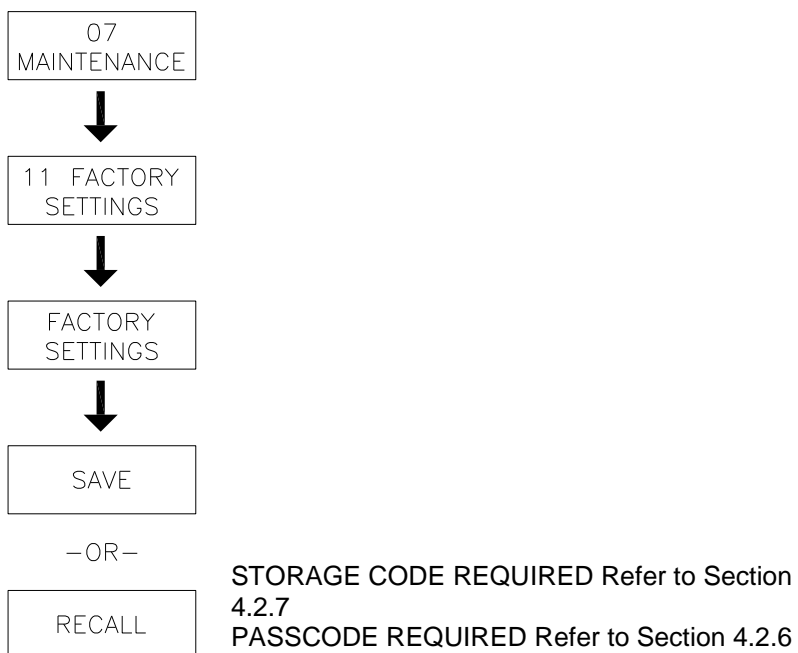 07
MAINTENANCE
11 FACTORY
SETTINGS
FACTORY
SETTINGS
SAVE
-OR-
RECALL
STORAGE CODE REQUIRED Refer to Section
4.2.7
PASSCODE REQUIRED Refer to Section 4.2.6